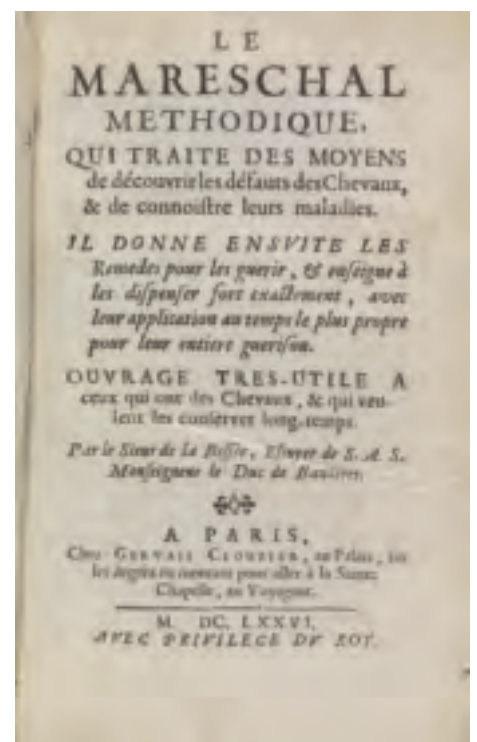 LE
MARESCHAL
METHODIQUE,
QUI TRAITE DES MOYENS
de découvrir les défauts des Chevaux,
& de connoiſtre leurs maladies.
IL DONNE ENSVITE LES
Remedes pour les guerir, & enſeigne à
les diſpenſer fort exactement, avec
leur application au temps le plus propre
pour leur entiere gueriſon.
OUVRAGE TRES-UTILE A
ceux qui ont des Chevaux, & qui veu-
lent les conſerver long-temps.
Par le Sieur de La Beſſée, Eſcuyer de S. A. S.
Monſeigneur le Duc de Bavieres.
A PARIS,
Chez GERVAIS CLOUZIER, au Palais, ſur
les degrez en montant pour aller à la Sainte
Chapelle, au Voyageur.
M. DC. LXXVI.
AVEC PRIVILEGE DV ROY.